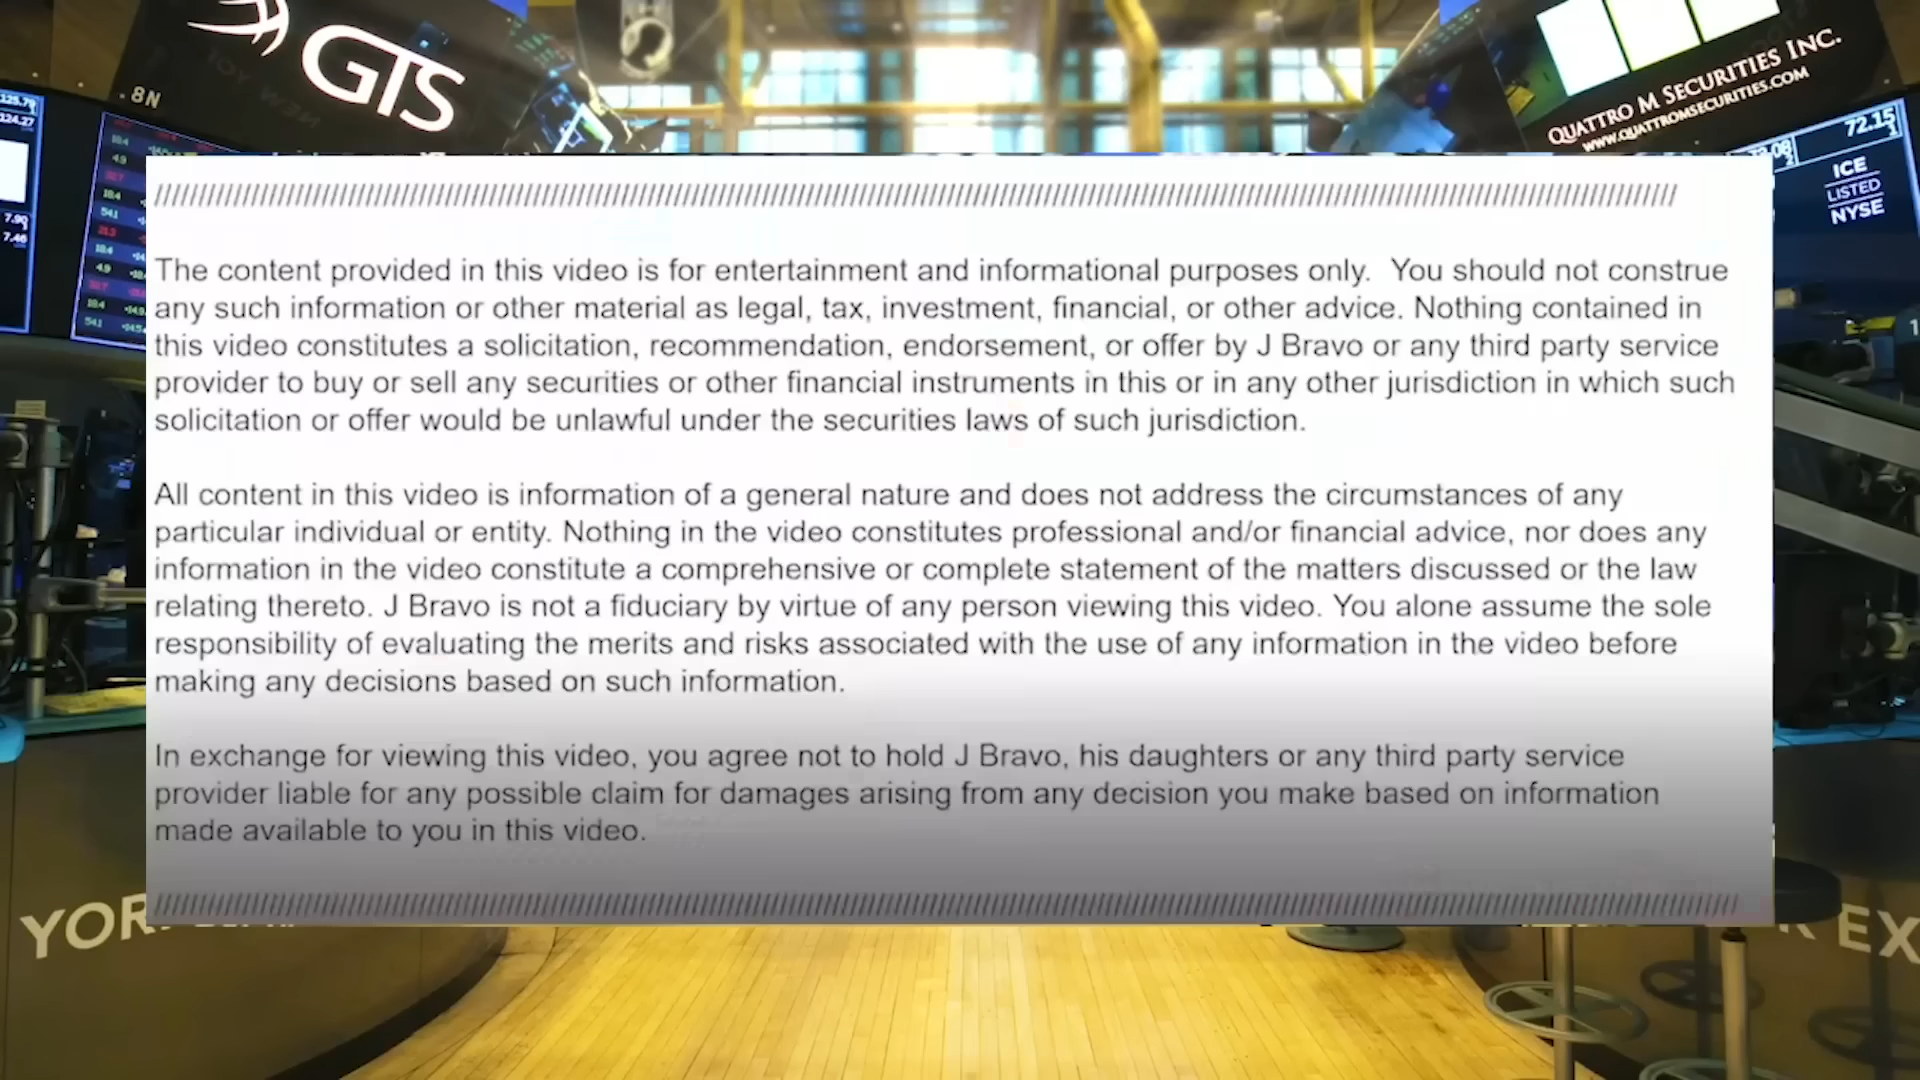 GTS
QUATTRO M SECURITIES INC.
WWW.QUATTROMSECURITIES.COM
125.79
124.27
8N
72.15
ICE
LISTED
NYSE
7.90
7.46
////////////////////////////////////////////////////////////////////////////////////////////////////////////////////////////////////////////////////////////////////////////////
The content provided in this video is for entertainment and informational purposes only.  You should not construe
any such information or other material as legal, tax, investment, financial, or other advice. Nothing contained in
this video constitutes a solicitation, recommendation, endorsement, or offer by J Bravo or any third party service
provider to buy or sell any securities or other financial instruments in this or in any other jurisdiction in which such
solicitation or offer would be unlawful under the securities laws of such jurisdiction.
All content in this video is information of a general nature and does not address the circumstances of any
particular individual or entity. Nothing in the video constitutes professional and/or financial advice, nor does any
information in the video constitute a comprehensive or complete statement of the matters discussed or the law
relating thereto. J Bravo is not a fiduciary by virtue of any person viewing this video. You alone assume the sole
responsibility of evaluating the merits and risks associated with the use of any information in the video before
making any decisions based on such information.
In exchange for viewing this video, you agree not to hold J Bravo, his daughters or any third party service
provider liable for any possible claim for damages arising from any decision you make based on information
made available to you in this video.
////////////////////////////////////////////////////////////////////////////////////////////////////////////////////////////////////////////////////////////////////////////////
YOR
EX